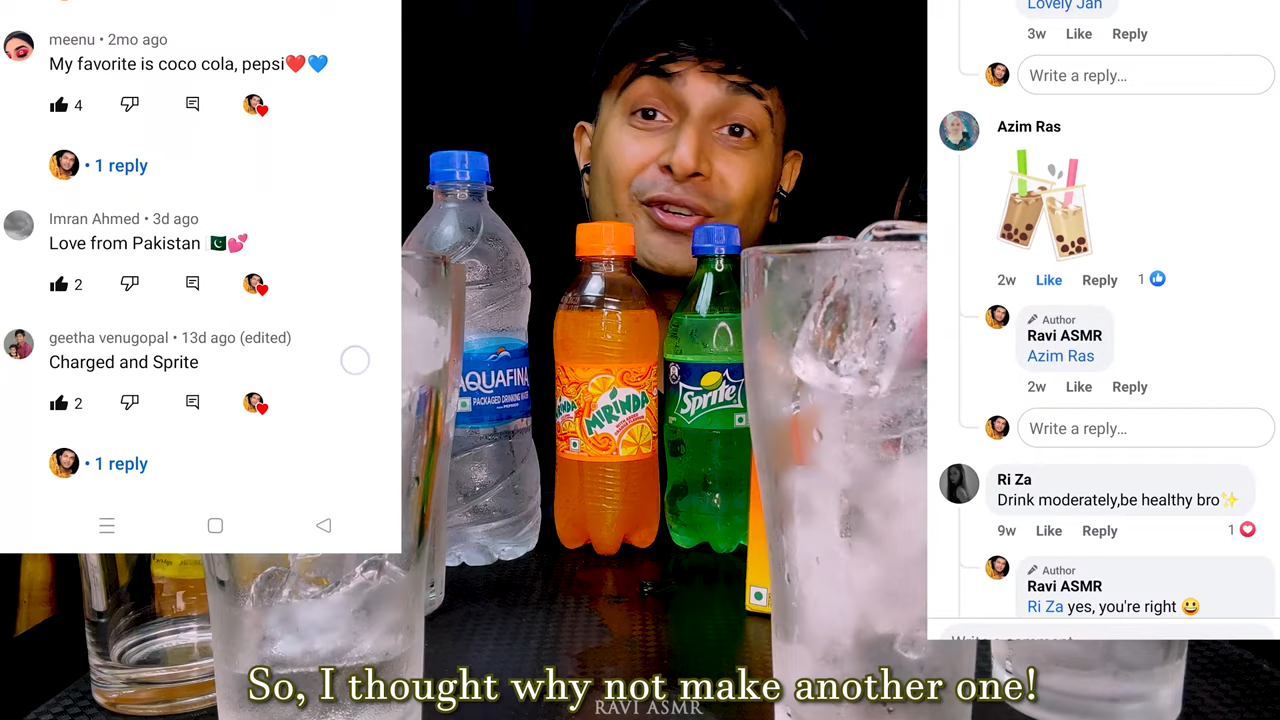 meenu • 2mo ago
My favorite is coco cola, pepsi❤️💙
4
• 1 reply
Imran Ahmed • 3d ago
Love from Pakistan 🇵🇰💕
2
geetha venugopal • 13d ago (edited)
Charged and Sprite
2
• 1 reply
AQUAFINA
PACKAGED DRINKING WATER
MIRINDA
MIRINDA
Sprite
Lovely Jan
3w Like Reply
Write a reply...
Azim Ras
2w Like Reply 1
Author
Ravi ASMR
Azim Ras
2w Like Reply
Write a reply...
Ri Za
Drink moderately,be healthy bro✨
9w Like Reply 1
Author
Ravi ASMR
Ri Za yes, you're right 😀
Write a comment
So, I thought why not make another one!
RAVI ASMR